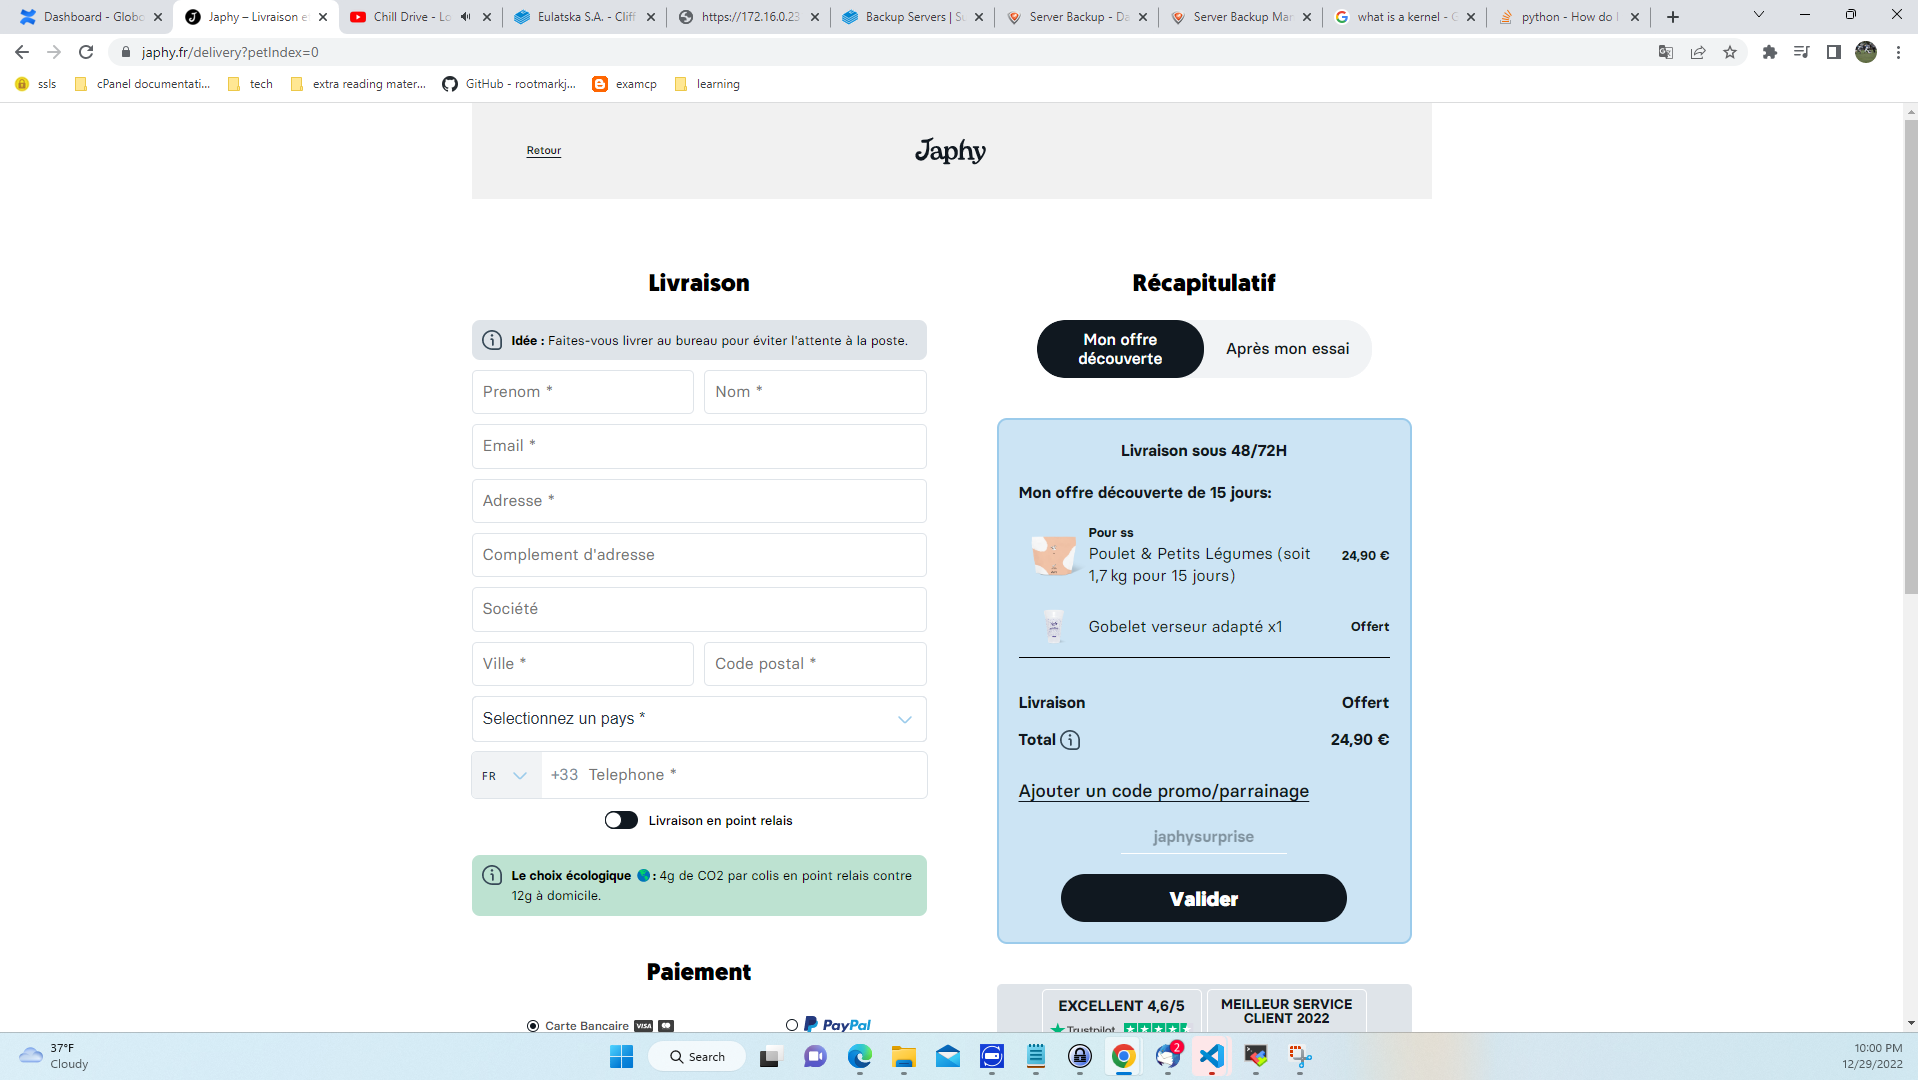 Dashboard - Globo
Japhy – Livraison et
Chill Drive - Lo
Eulatska S.A. - Cliff
https://172.16.0.23
Backup Servers | Su
Server Backup - Da
Server Backup Mar
what is a kernel - G
python - How do I
japhy.fr/delivery?petIndex=0
ssls
cPanel documentati...
tech
extra reading mater...
GitHub - rootmarkj...
examcp
learning
Retour
Japhy
Livraison
Idée : Faites-vous livrer au bureau pour éviter l'attente à la poste.
Prenom * Nom *
Email *
Adresse *
Complement d'adresse
Société
Ville * Code postal *
Selectionnez un pays *
FR +33 Telephone *
Livraison en point relais
Le choix écologique 🌎 : 4g de CO2 par colis en point relais contre
12g à domicile.
Paiement
Carte Bancaire VISA
PayPal
Récapitulatif
Mon offre
découverte
Après mon essai
Livraison sous 48/72H
Mon offre découverte de 15 jours:
Pour ss
Poulet & Petits Légumes (soit
1,7 kg pour 15 jours)
24,90 €
Gobelet verseur adapté x1 Offert
Livraison Offert
Total 24,90 €
Ajouter un code promo/parrainage
japhysurprise
Valider
EXCELLENT 4,6/5
Trustpilot
MEILLEUR SERVICE
CLIENT 2022
37°F
Cloudy
Search
2
10:00 PM
12/29/2022